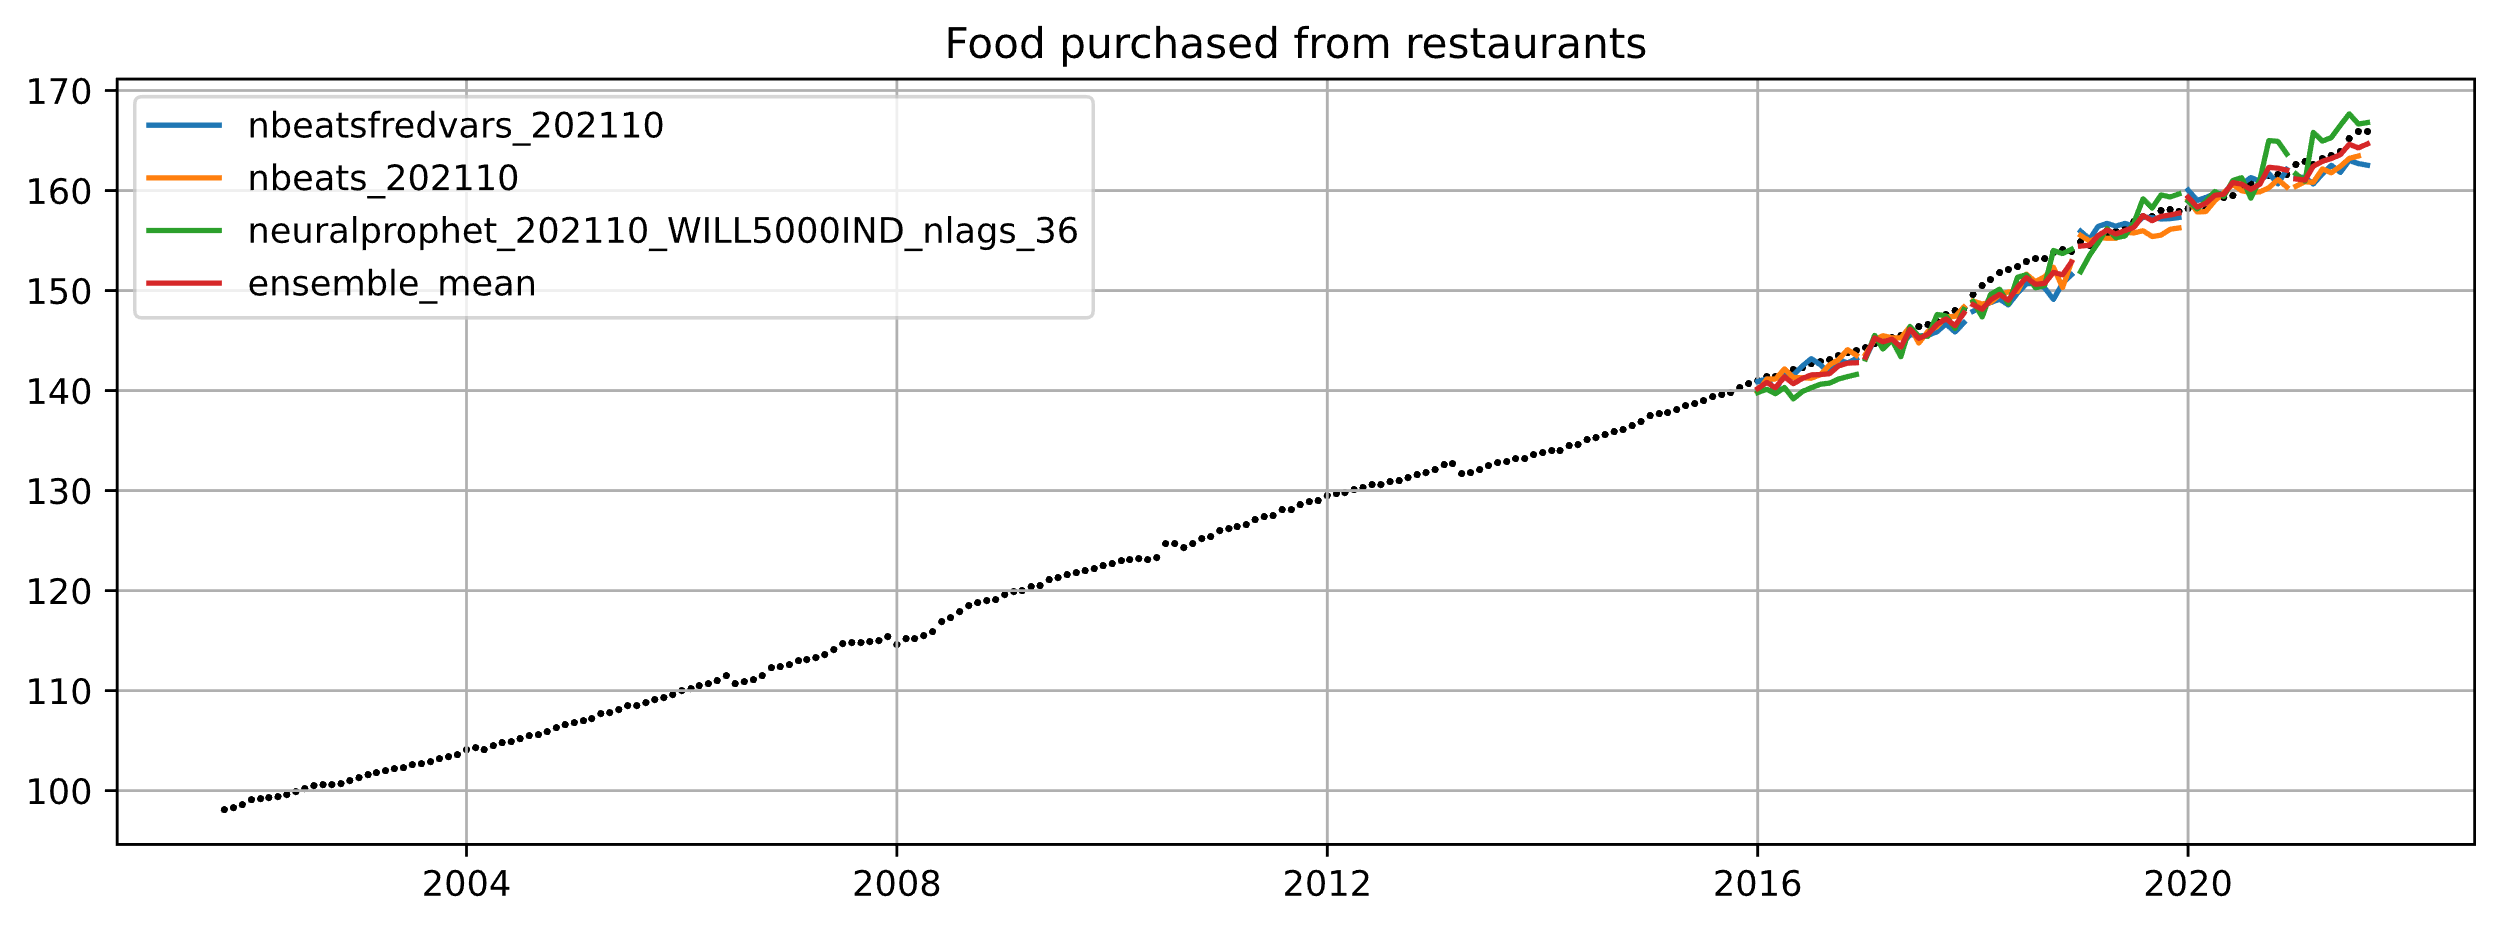 Food purchased from restaurants
170
160
150
140
130
120
110
100
nbeatsfredvars_202110
nbeats_202110
neuralprophet_202110_WILL5000IND_nlags_36
ensemble_mean
2004 2008 2012 2016 2020